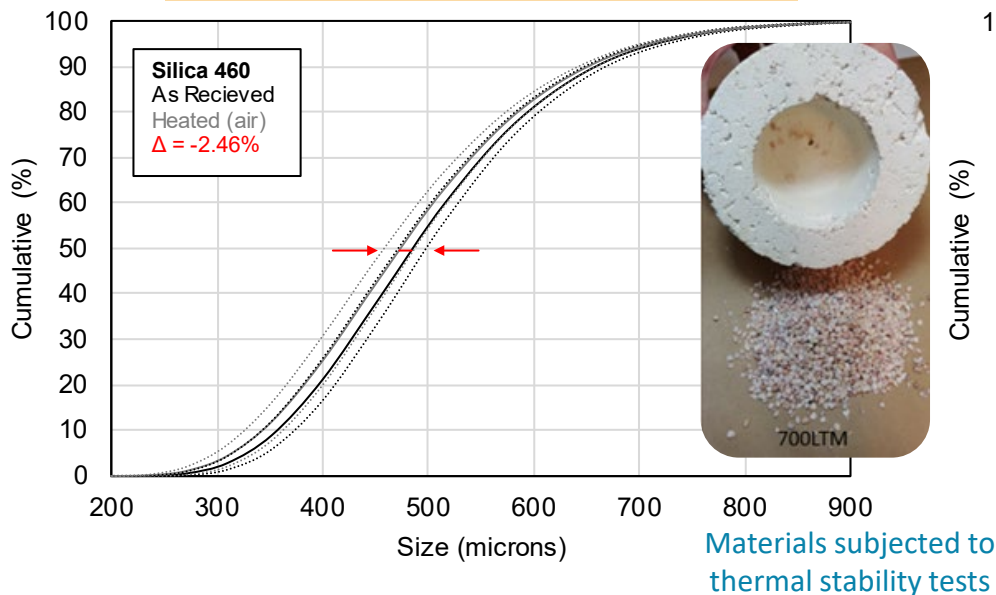 100
90
80
70
60
50
40
30
20
10
0
Cumulative (%)
Silica 460
As Recieved
Heated (air)
Δ = -2.46%
200 300 400 500 600 700 800 900
Size (microns)
700LTM
1
Cumulative (%)
Materials subjected to
thermal stability tests